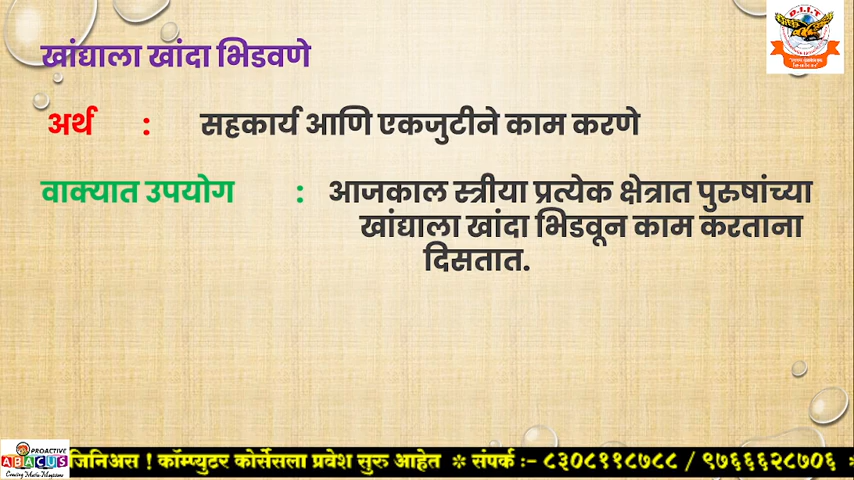 खांद्याला खांदा भिडवणे
अर्थ : सहकार्य आणि एकजुटीने काम करणे
वाक्यात उपयोग : आजकाल स्त्रीया प्रत्येक क्षेत्रात पुरुषांच्या
खांद्याला खांदा भिडवून काम करताना
दिसतात.
PROACTIVE
ABACUS
जिनिअस ! कॉम्प्युटर कोर्सेसला प्रवेश सुरु आहेत * संपर्क :- ८३०८११८७८८ / ९७६६६२८७०६ *